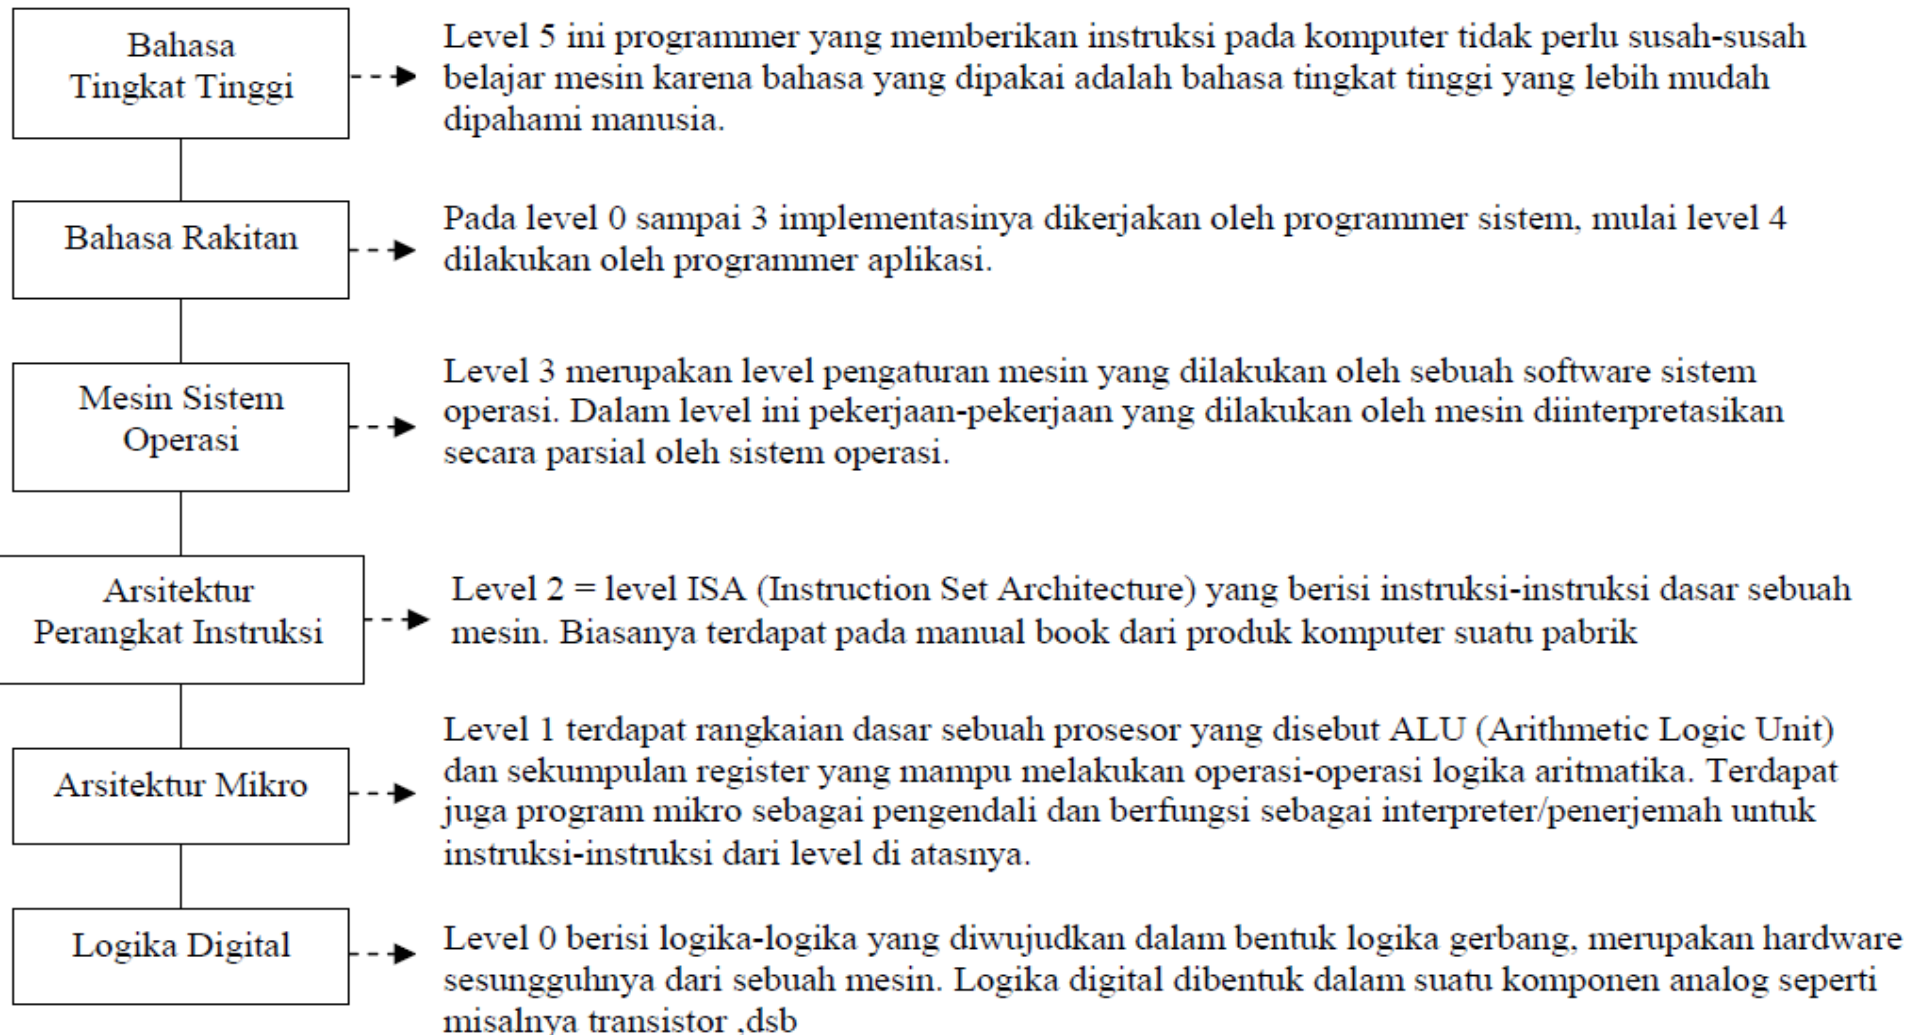 Bahasa
Tingkat Tinggi
Level 5 ini programmer yang memberikan instruksi pada komputer tidak perlu susah-susah
belajar mesin karena bahasa yang dipakai adalah bahasa tingkat tinggi yang lebih mudah
dipahami manusia.
Bahasa Rakitan
Pada level 0 sampai 3 implementasinya dikerjakan oleh programmer sistem, mulai level 4
dilakukan oleh programmer aplikasi.
Mesin Sistem
Operasi
Level 3 merupakan level pengaturan mesin yang dilakukan oleh sebuah software sistem
operasi. Dalam level ini pekerjaan-pekerjaan yang dilakukan oleh mesin diinterpretasikan
secara parsial oleh sistem operasi.
Arsitektur
Perangkat Instruksi
Level 2 = level ISA (Instruction Set Architecture) yang berisi instruksi-instruksi dasar sebuah
mesin. Biasanya terdapat pada manual book dari produk komputer suatu pabrik
Arsitektur Mikro
Level 1 terdapat rangkaian dasar sebuah prosesor yang disebut ALU (Arithmetic Logic Unit)
dan sekumpulan register yang mampu melakukan operasi-operasi logika aritmatika. Terdapat
juga program mikro sebagai pengendali dan berfungsi sebagai interpreter/penerjemah untuk
instruksi-instruksi dari level di atasnya.
Logika Digital
Level 0 berisi logika-logika yang diwujudkan dalam bentuk logika gerbang, merupakan hardware
sesungguhnya dari sebuah mesin. Logika digital dibentuk dalam suatu komponen analog seperti
misalnya transistor ,dsb